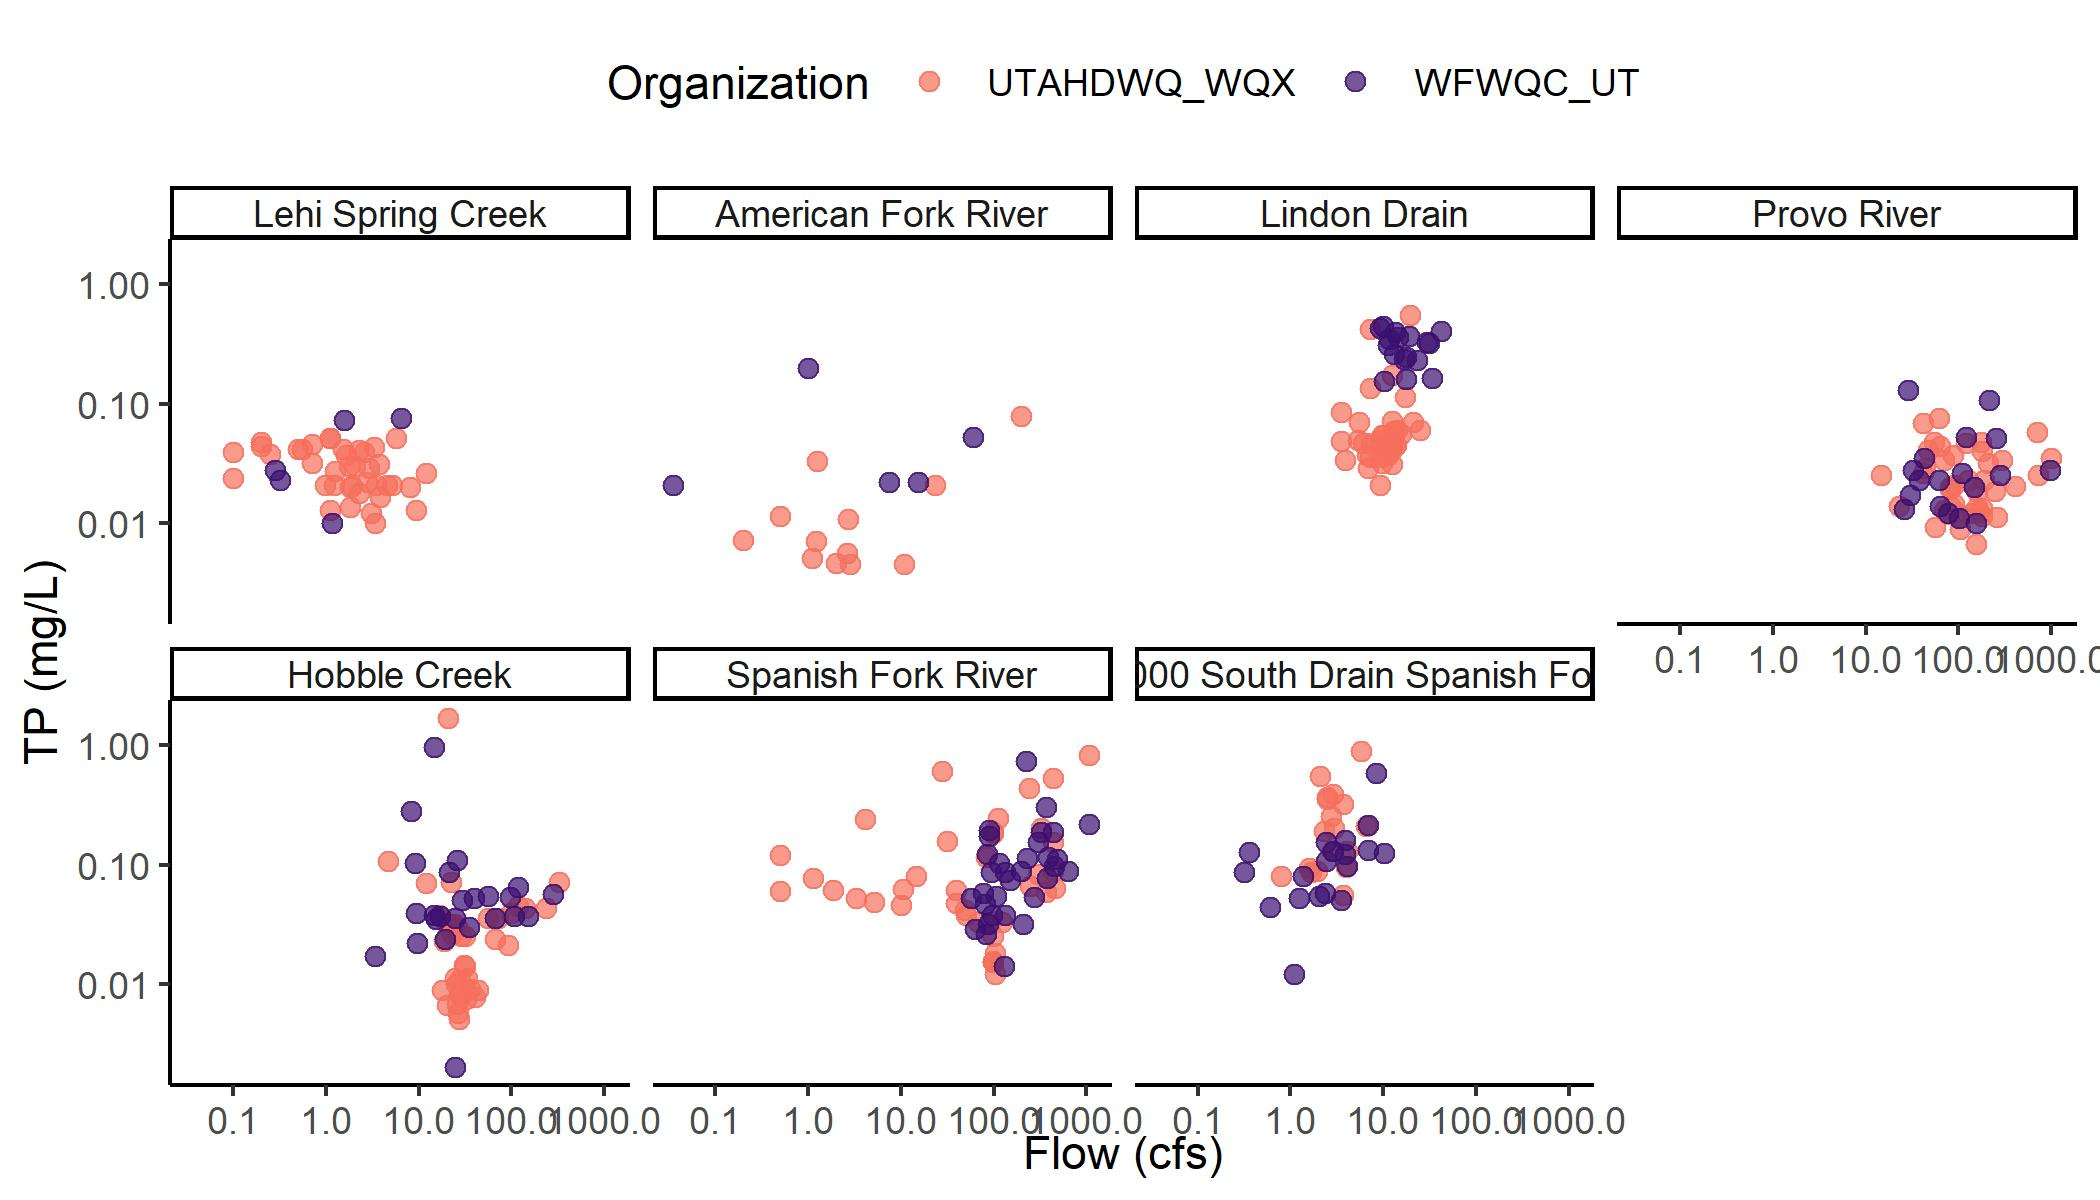 Organization UTAHDWQ_WQX WFWQC_UT
Lehi Spring Creek American Fork River Lindon Drain Provo River
1.00
0.10
0.01
0.1 1.0 10.0 100.0 1000.0
TP (mg/L)
Hobble Creek Spanish Fork River 000 South Drain Spanish Fo
1.00
0.10
0.01
0.1 1.0 10.0 100.0 1000.0 0.1 1.0 10.0 100.0 1000.0 0.1 1.0 10.0 100.0 1000.0
Flow (cfs)